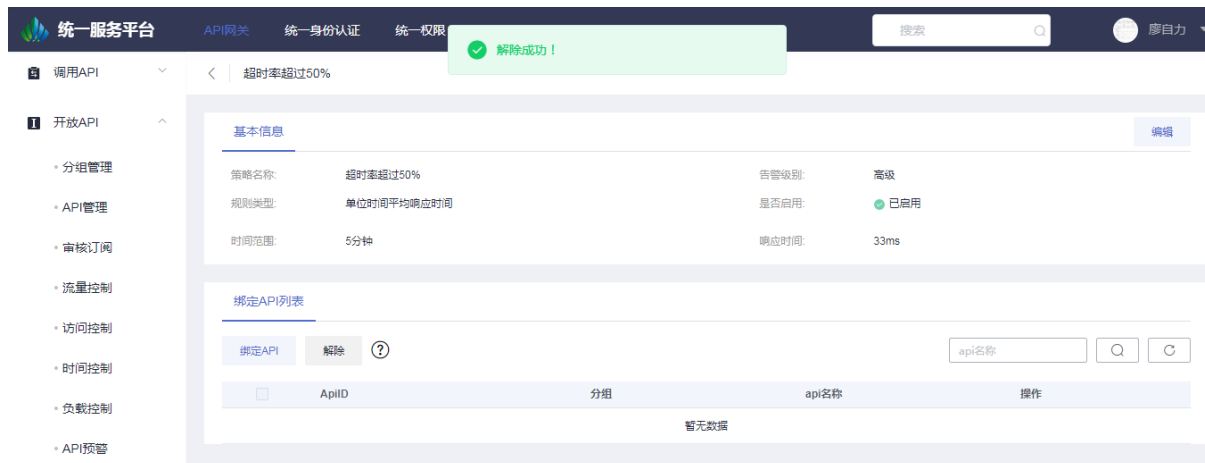 统一服务平台
API网关 统一身份认证 统一权限
解除成功！
搜索
廖自力
调用API
超时率超过50%
开放API
基本信息
编辑
分组管理
策略名称: 超时率超过50% 告警级别: 高级
API管理
规则类型: 单位时间平均响应时间 是否启用: 已启用
审核订阅
时间范围: 5分钟 响应时间: 33ms
流量控制
绑定API列表
访问控制
绑定API 解除 ? api名称
时间控制
ApiID 分组 api名称 操作
负载控制
暂无数据
API预警